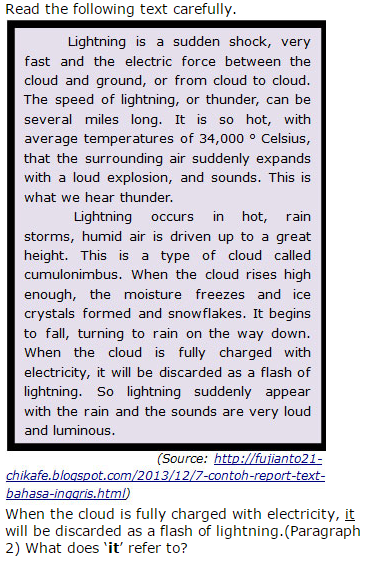 Read the following text carefully.
Lightning is a sudden shock, very
fast and the electric force between the
cloud and ground, or from cloud to cloud.
The speed of lightning, or thunder, can be
several miles long. It is so hot, with
average temperatures of 34,000 ° Celsius,
that the surrounding air suddenly expands
with a loud explosion, and sounds. This is
what we hear thunder.
Lightning occurs in hot, rain
storms, humid air is driven up to a great
height. This is a type of cloud called
cumulonimbus. When the cloud rises high
enough, the moisture freezes and ice
crystals formed and snowflakes. It begins
to fall, turning to rain on the way down.
When the cloud is fully charged with
electricity, it will be discarded as a flash of
lightning. So lightning suddenly appear
with the rain and the sounds are very loud
and luminous.
(Source: http://fujianto21-
chikafe.blogspot.com/2013/12/7-contoh-report-text-
bahasa-inggris.html)
When the cloud is fully charged with electricity, it
will be discarded as a flash of lightning.(Paragraph
2) What does ‘it’ refer to?